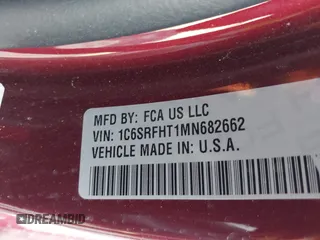 MFD BY: FCA US LLC
VIN: 1C6SRFHT1MN682662
VEHICLE MADE IN: U.S.A.
DREAMBID